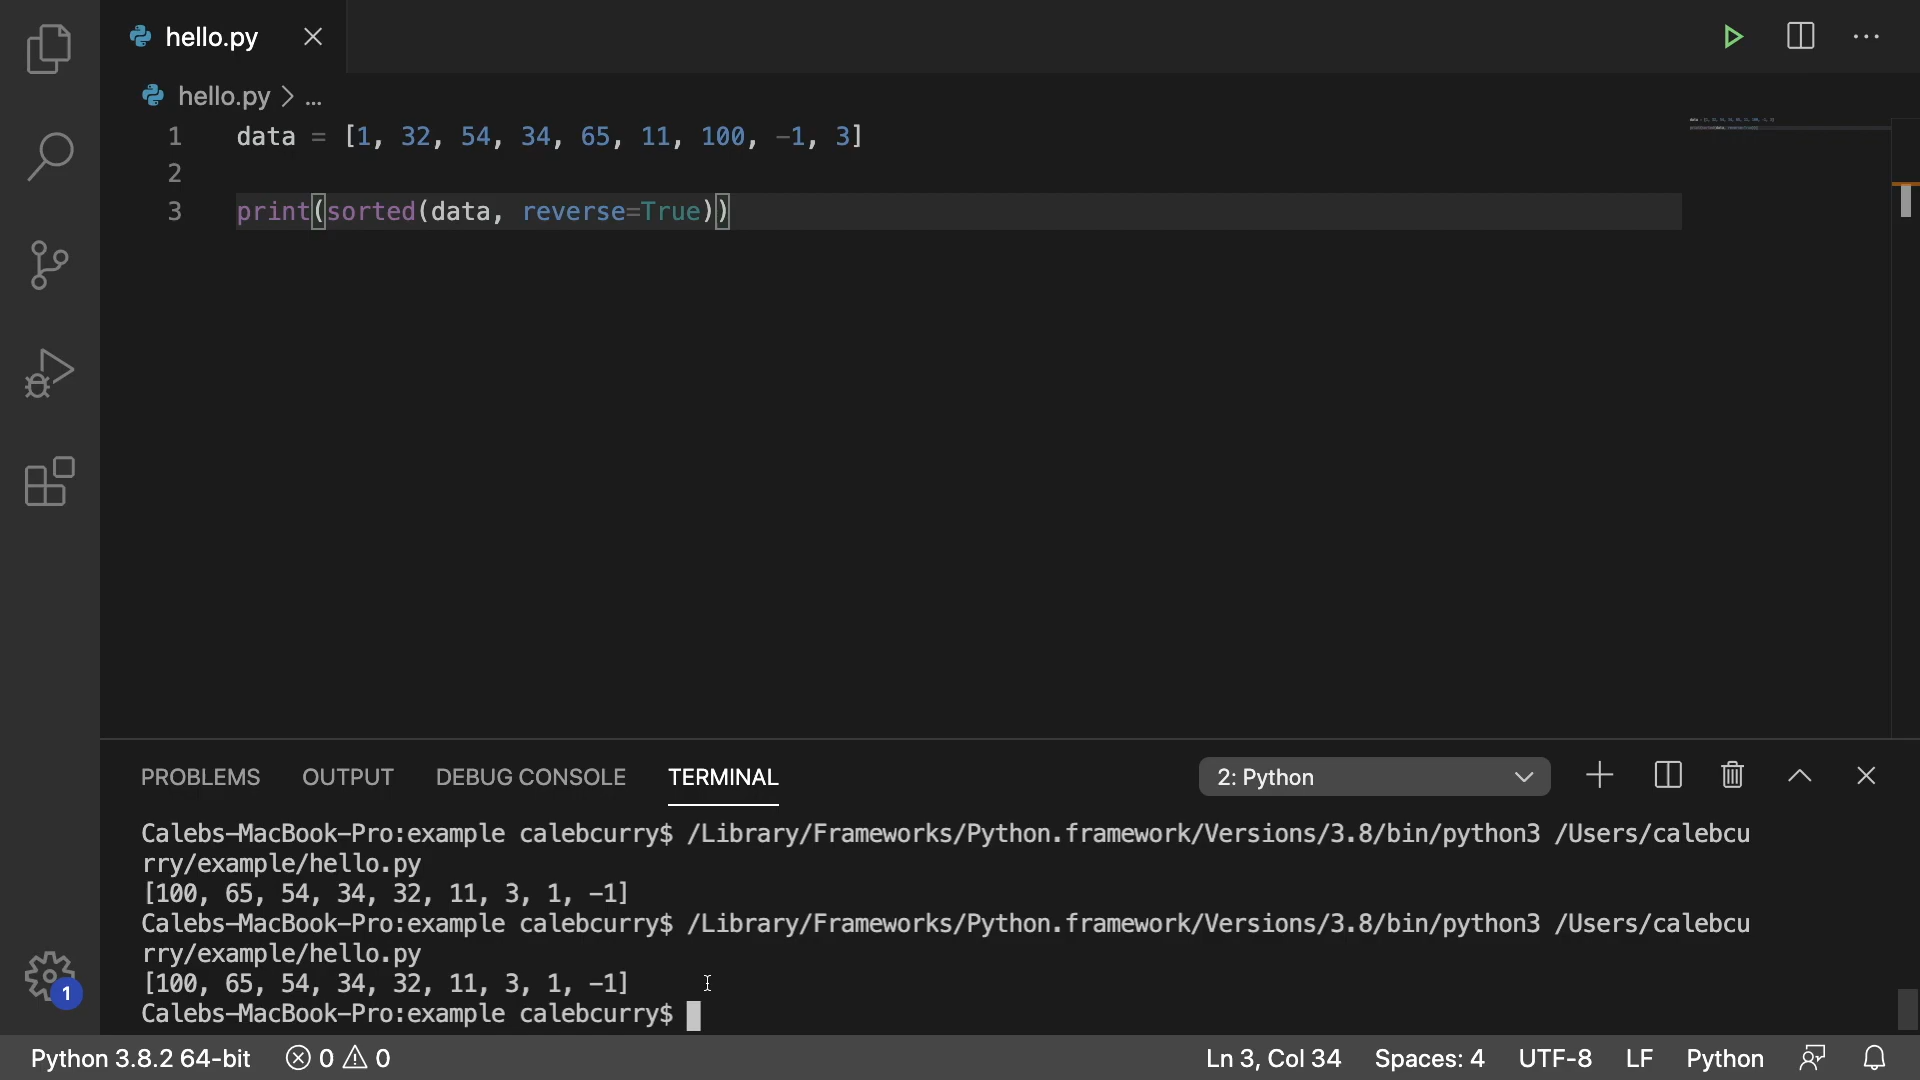 hello.py
hello.py > ...
1 data = [1, 32, 54, 34, 65, 11, 100, -1, 3]
2
3 print(sorted(data, reverse=True))
PROBLEMS OUTPUT DEBUG CONSOLE TERMINAL 2: Python
Calebs-MacBook-Pro:example calebcurry$ /Library/Frameworks/Python.framework/Versions/3.8/bin/python3 /Users/calebcu
rry/example/hello.py
[100, 65, 54, 34, 32, 11, 3, 1, -1]
Calebs-MacBook-Pro:example calebcurry$ /Library/Frameworks/Python.framework/Versions/3.8/bin/python3 /Users/calebcu
rry/example/hello.py
[100, 65, 54, 34, 32, 11, 3, 1, -1]
Calebs-MacBook-Pro:example calebcurry$
1
Python 3.8.2 64-bit 0 0 Ln 3, Col 34 Spaces: 4 UTF-8 LF Python